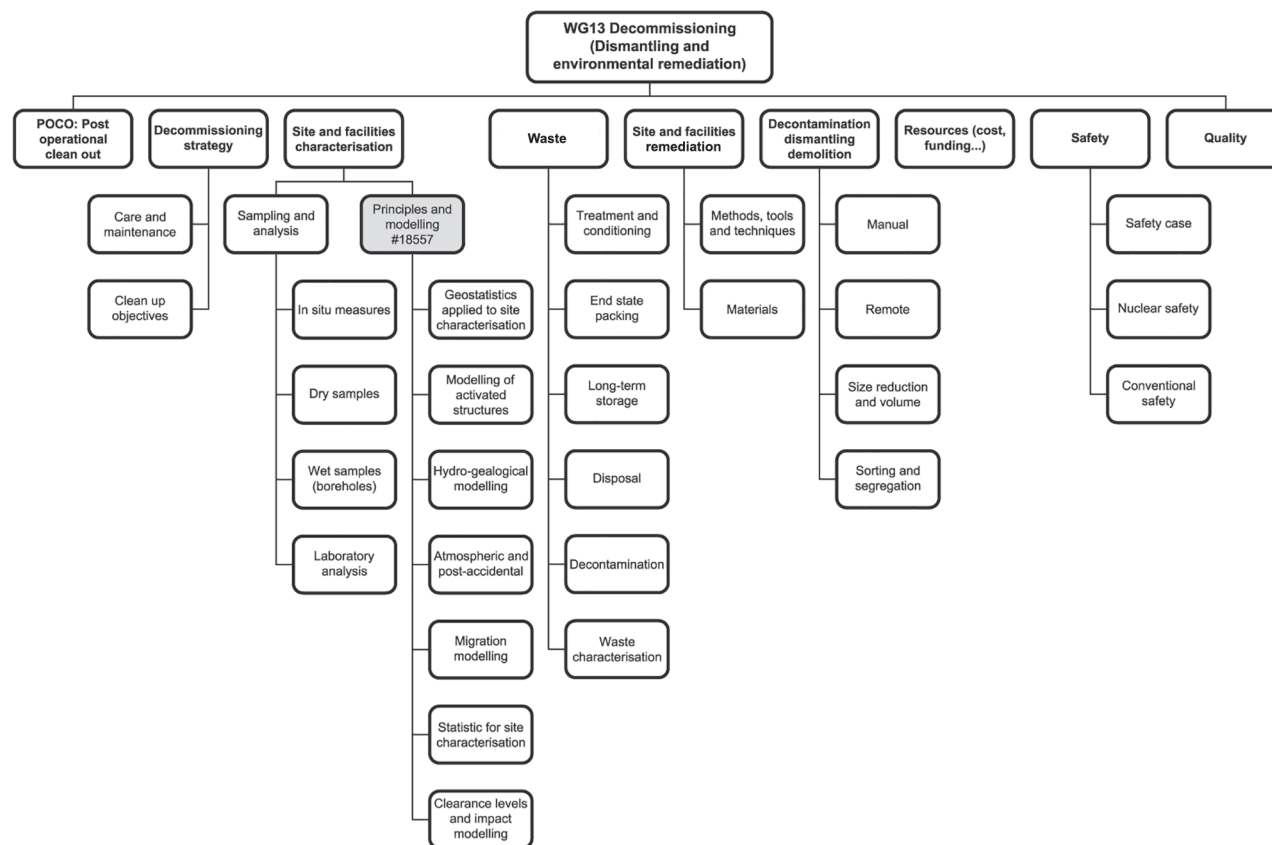 WG13 Decommissioning
(Dismantling and
environmental remediation)
POCO: Post
operational
clean out
Decommissioning
strategy
Site and facilities
characterisation
Waste
Site and facilities
remediation
Decontamination
dismantling
demolition
Resources (cost,
funding...)
Safety
Quality
Care and
maintenance
Clean up
objectives
Sampling and
analysis
In situ measures
Dry samples
Wet samples
(boreholes)
Laboratory
analysis
Principles and
modelling
#18557
Geostatistics
applied to site
characterisation
Modelling of
activated
structures
Hydro-gealogical
modelling
Atmospheric and
post-accidental
Migration
modelling
Statistic for site
characterisation
Clearance levels
and impact
modelling
Treatment and
conditioning
End state
packing
Long-term
storage
Disposal
Decontamination
Waste
characterisation
Methods, tools
and techniques
Materials
Manual
Remote
Size reduction
and volume
Sorting and
segregation
Safety case
Nuclear safety
Conventional
safety